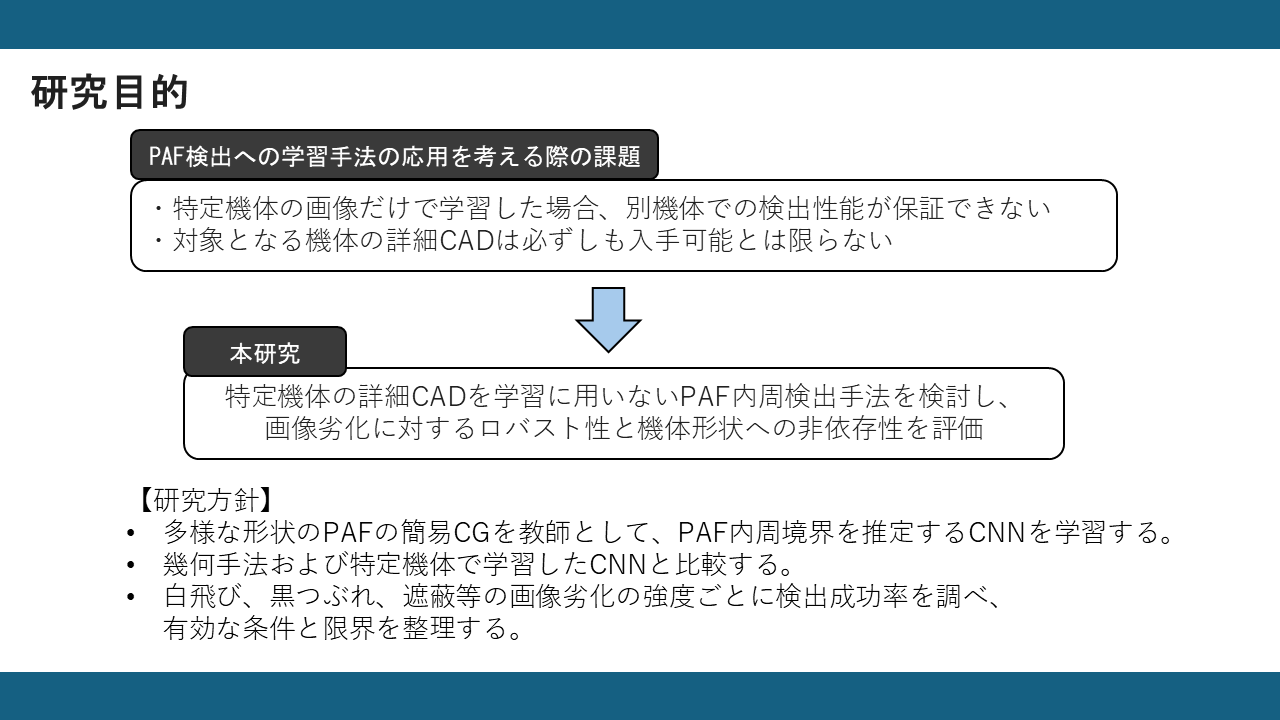 研究目的
PAF検出への学習手法の応用を考える際の課題
・特定機体の画像だけで学習した場合、別機体での検出性能が保証できない
・対象となる機体の詳細CADは必ずしも入手可能とは限らない
本研究
特定機体の詳細CADを学習に用いないPAF内周検出手法を検討し、
画像劣化に対するロバスト性と機体形状への非依存性を評価
【研究方針】
• 多様な形状のPAFの簡易CGを教師として、PAF内周境界を推定するCNNを学習する。
• 幾何手法および特定機体で学習したCNNと比較する。
• 白飛び、黒つぶれ、遮蔽等の画像劣化の強度ごとに検出成功率を調べ、
有効な条件と限界を整理する。